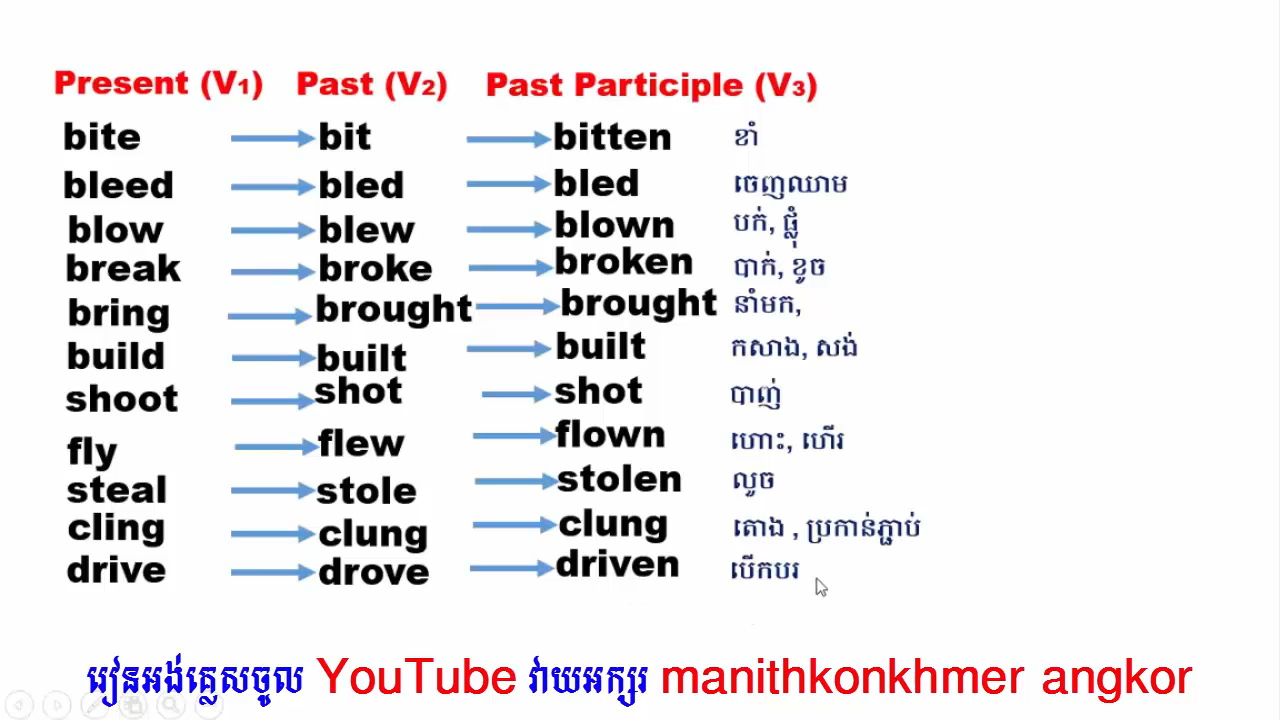 Present (V1) Past (V2) Past Participle (V3)
bite bit bitten ខាំ
bleed bled bled ចេញឈាម
blow blew blown បក់, ផ្លុំ
break broke broken បាក់, ខូច
bring brought brought នាំមក,
build built built កសាង, សង់
shoot shot shot បាញ់
fly flew flown ហោះ, ហើរ
steal stole stolen លួច
cling clung clung តោង , ប្រកាន់ភ្ជាប់
drive drove driven បើកបរ
រៀនអង់គ្លេសចូល YouTube វាយអក្សរ manithkonkhmer angkor